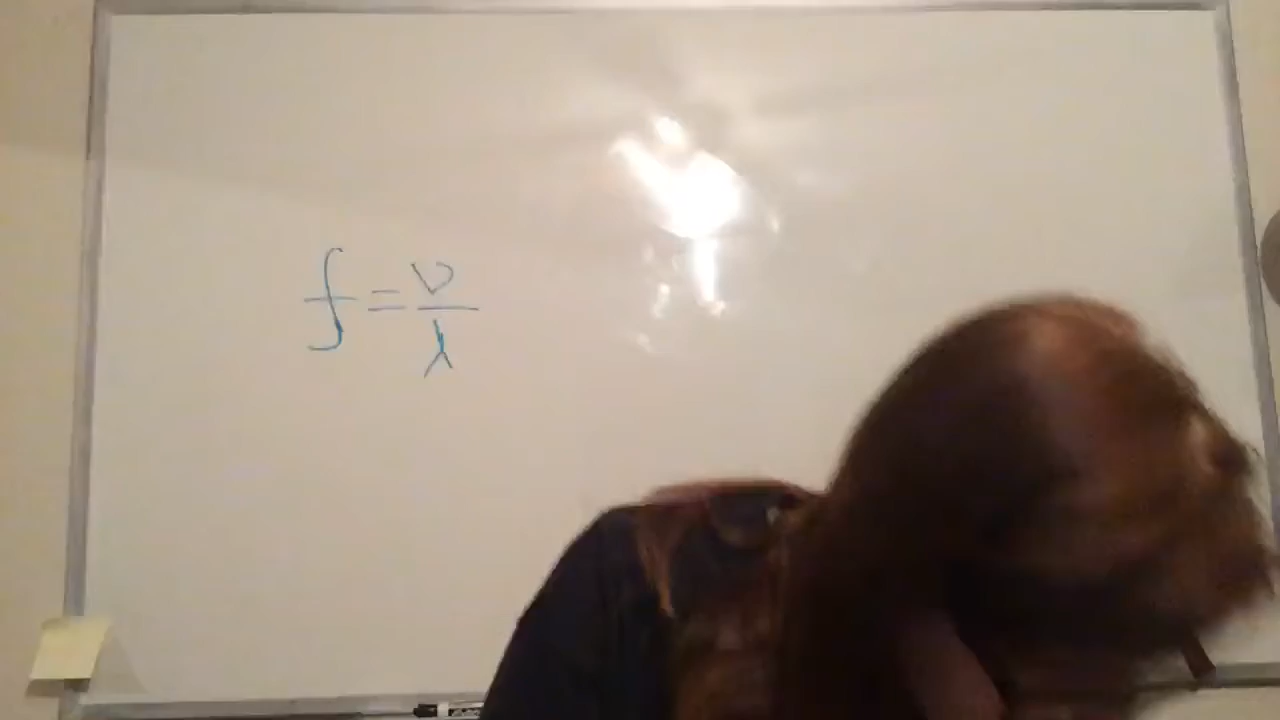 f = v/λ